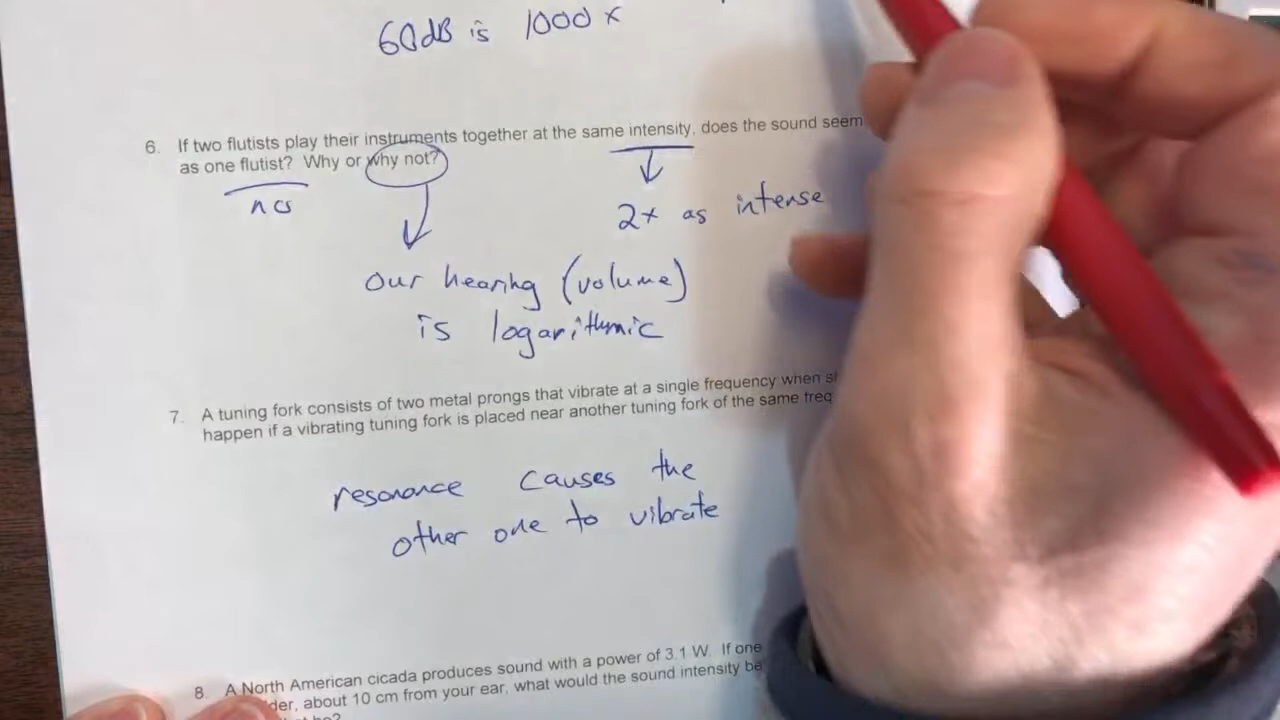 60dB is 1000 x
6. If two flutists play their instruments together at the same intensity, does the sound seem
as one flutist? Why or why not?
no
2x as intense
our hearing (volume)
is logarithmic
7. A tuning fork consists of two metal prongs that vibrate at a single frequency when
happen if a vibrating tuning fork is placed near another tuning fork of the same freq
resonance causes the
other one to vibrate
8. A North American cicada produces sound with a power of 3.1 W. If one
der, about 10 cm from your ear, what would the sound intensity be